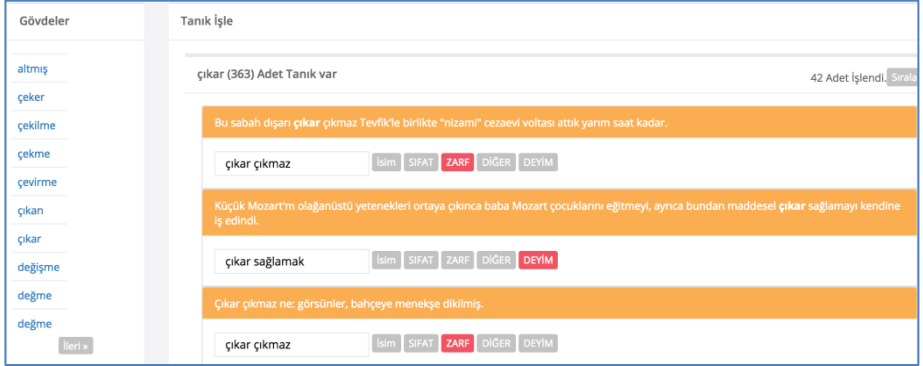 Gövdeler
altmış
çeker
çekilme
çekme
çevirme
çıkan
çıkar
değişme
değme
değme
İleri »
Tanık İşle
çıkar (363) Adet Tanık var
42 Adet İşlendi. Sırala
Bu sabah dışarı çıkar çıkmaz Tevfik'le birlikte "nizami" cezaevi voltası attık yarım saat kadar.
çıkar çıkmaz İsim SIFAT ZARF DİĞER DEYİM
Küçük Mozart'm olağanüstü yetenekleri ortaya çıkınca baba Mozart çocuklarını eğitmeyi, ayrıca bundan maddesel çıkar sağlamayı kendine
iş edindi.
çıkar sağlamak İsim SIFAT ZARF DİĞER DEYİM
Çıkar çıkmaz ne: görsünler, bahçeye menekşe dikilmiş.
çıkar çıkmaz İsim SIFAT ZARF DİĞER DEYİM